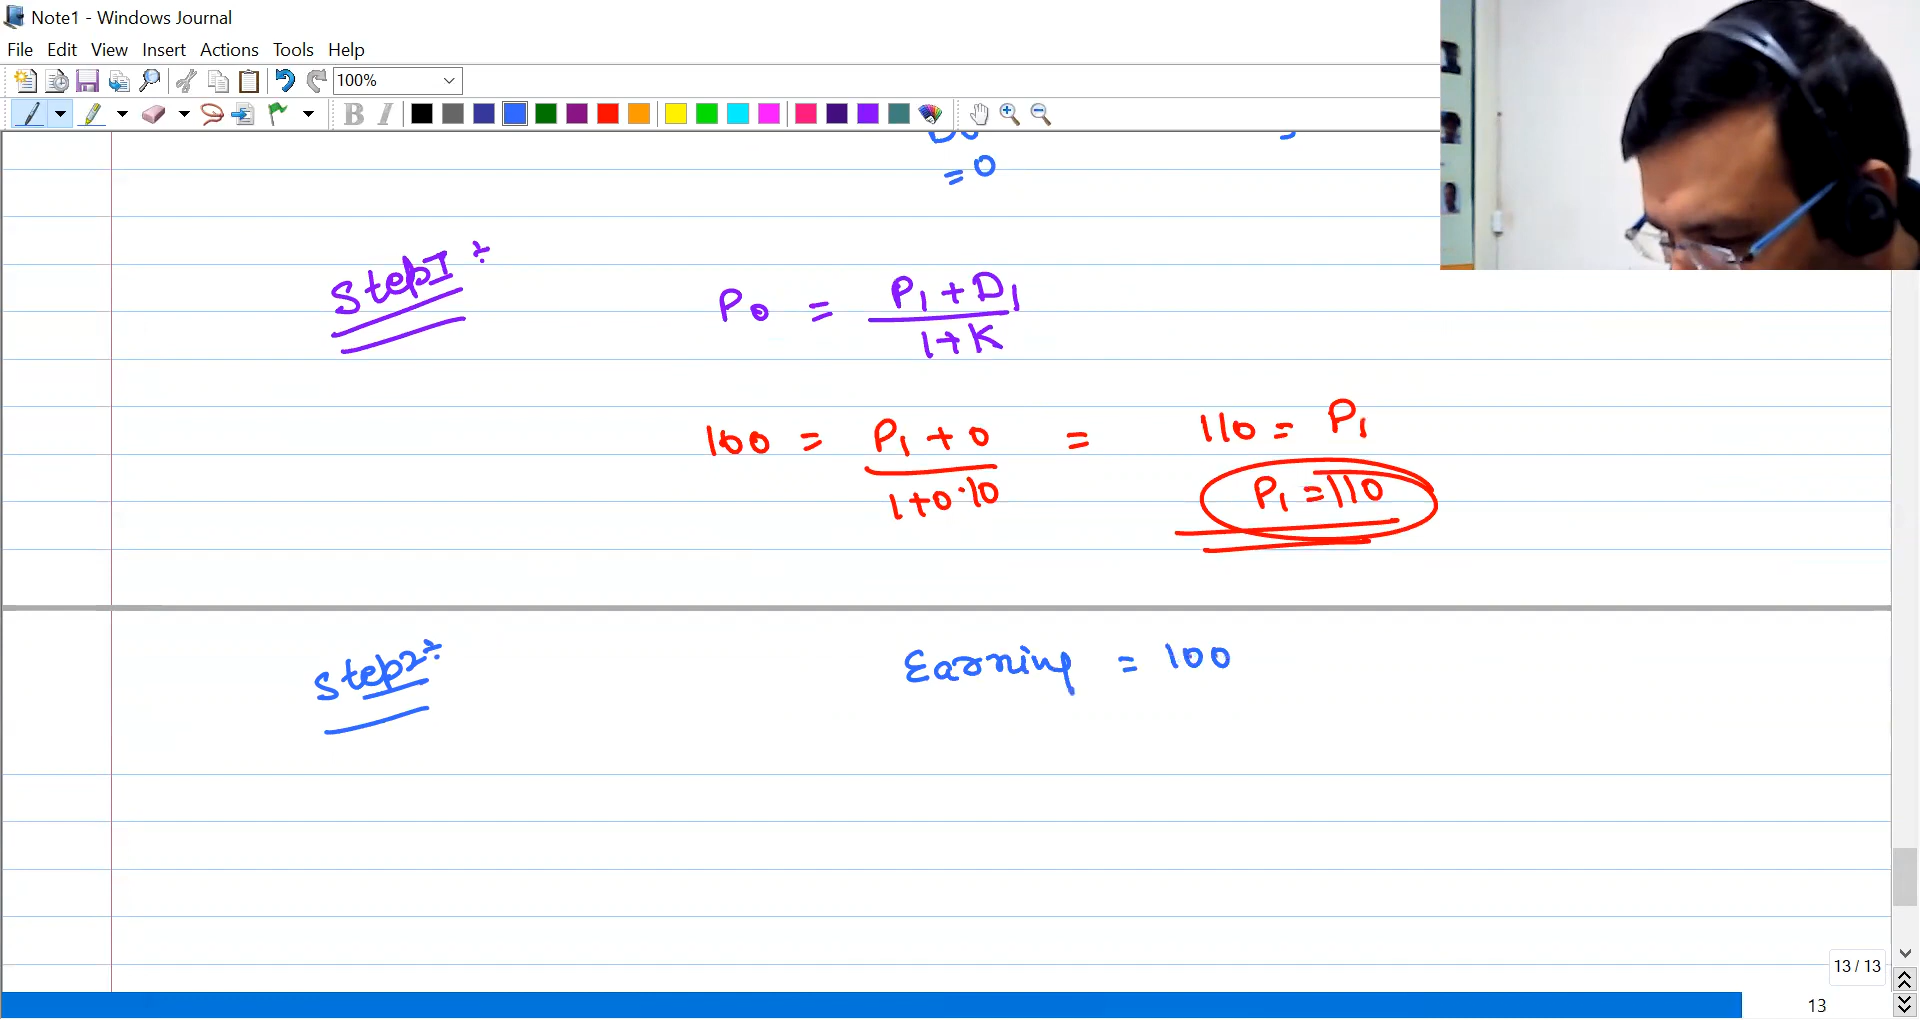 Note1 - Windows Journal
File Edit View Insert Actions Tools Help
100%
B I
= 0
Step1 ÷
P0 = P1 + D1
1 + K
100 = P1 + 0 = 110 = P1
1 + 0.10
P1 = 110
Step2 ÷
Earning = 100
13 / 13
13